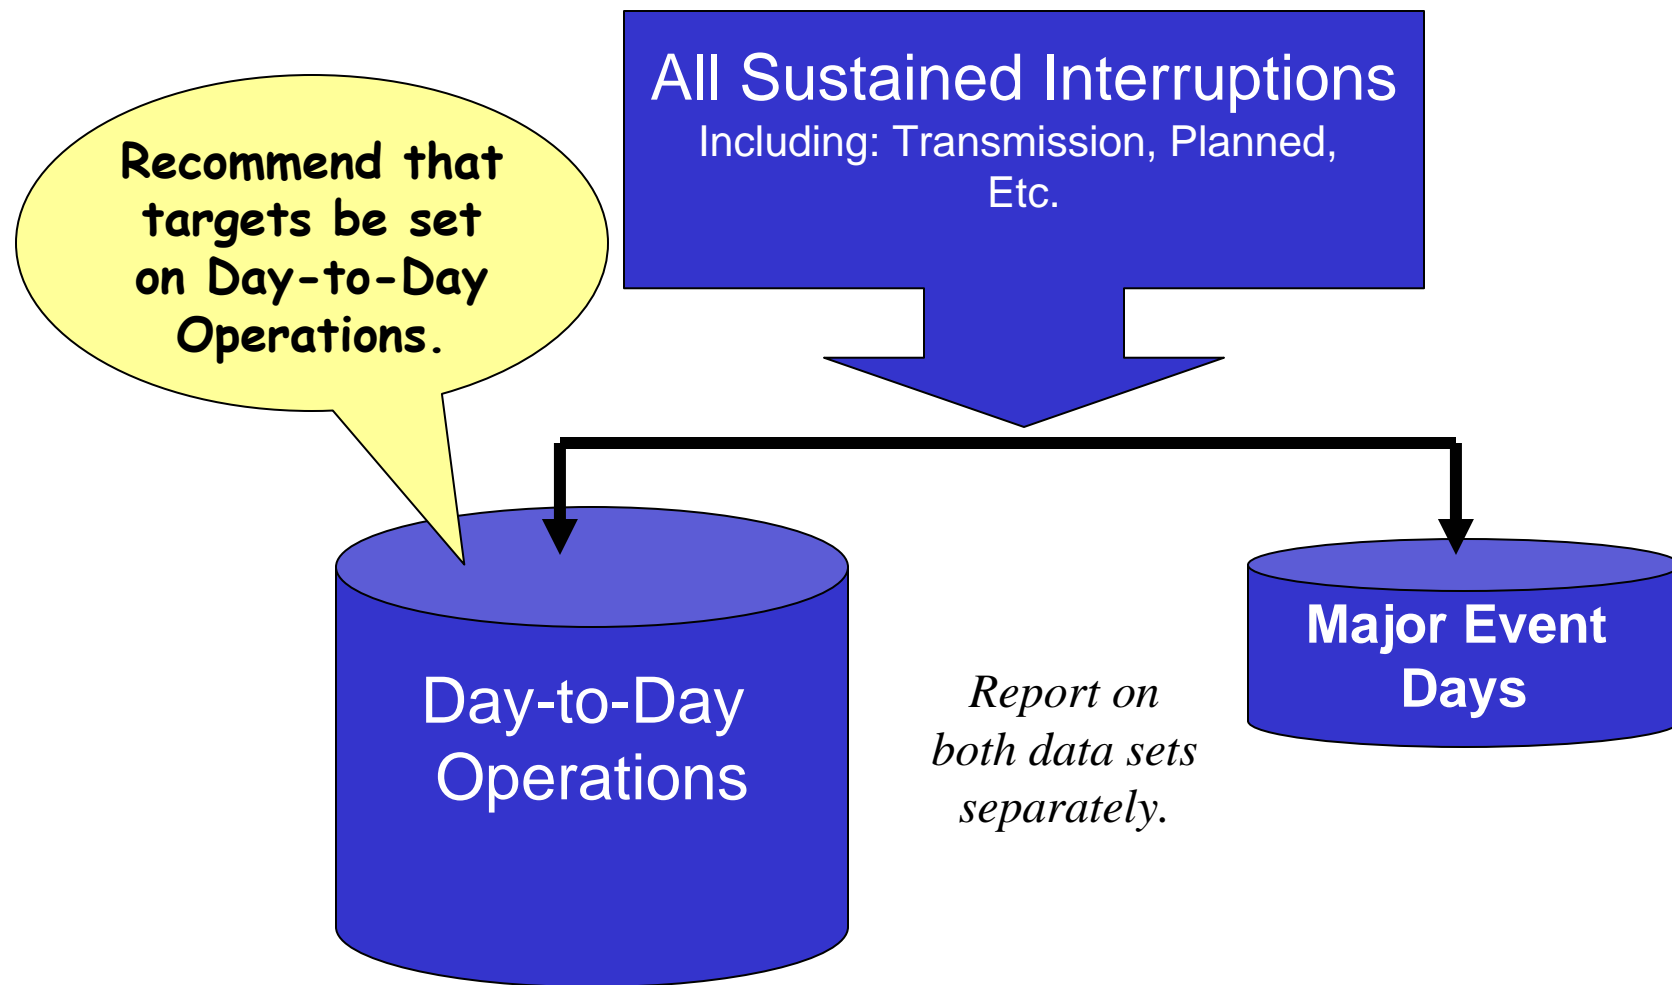 All Sustained Interruptions
Including: Transmission, Planned,
Etc.
Recommend that
targets be set
on Day-to-Day
Operations.
Day-to-Day
Operations
Report on
both data sets
separately.
Major Event
Days